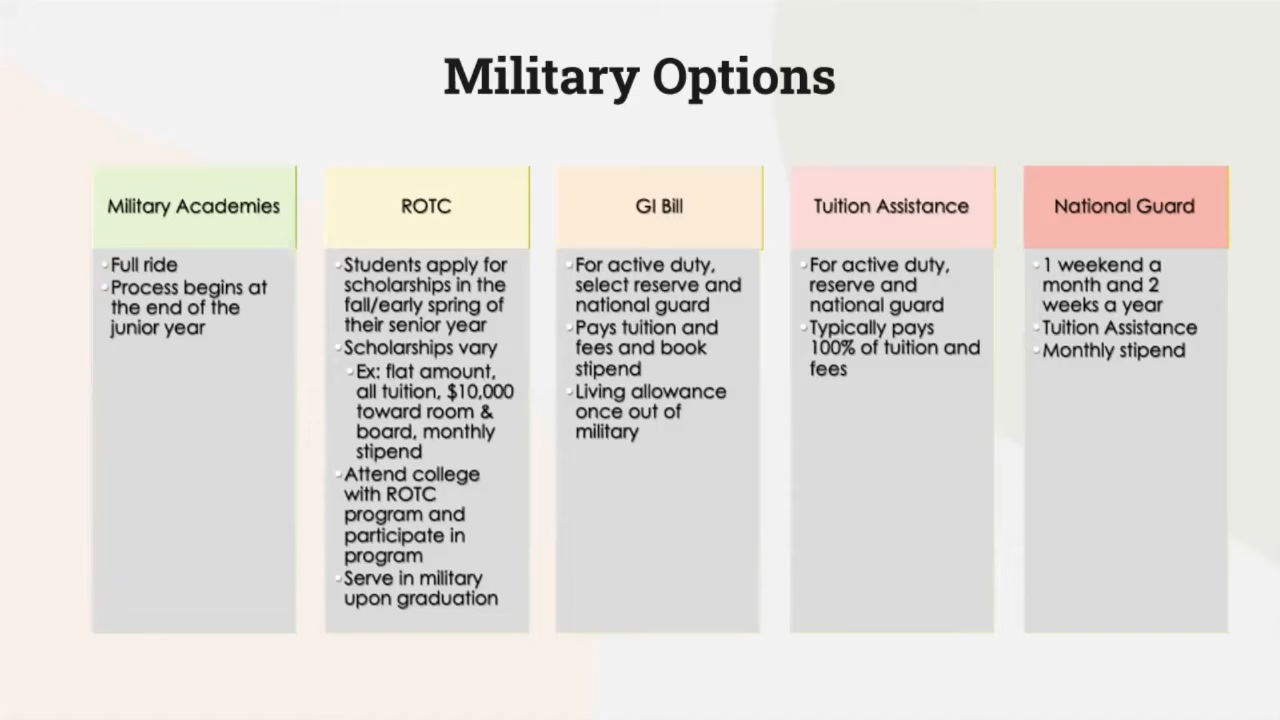 Military Options
Military Academies
Full ride
Process begins at
the end of the
junior year
ROTC
Students apply for
scholarships in the
fall/early spring of
their senior year
Scholarships vary
Ex: flat amount,
all tuition, $10,000
toward room &
board, monthly
stipend
Attend college
with ROTC
program and
participate in
program
Serve in military
upon graduation
GI Bill
For active duty,
select reserve and
national guard
Pays tuition and
fees and book
stipend
Living allowance
once out of
military
Tuition Assistance
For active duty,
reserve and
national guard
Typically pays
100% of tuition and
fees
National Guard
1 weekend a
month and 2
weeks a year
Tuition Assistance
Monthly stipend